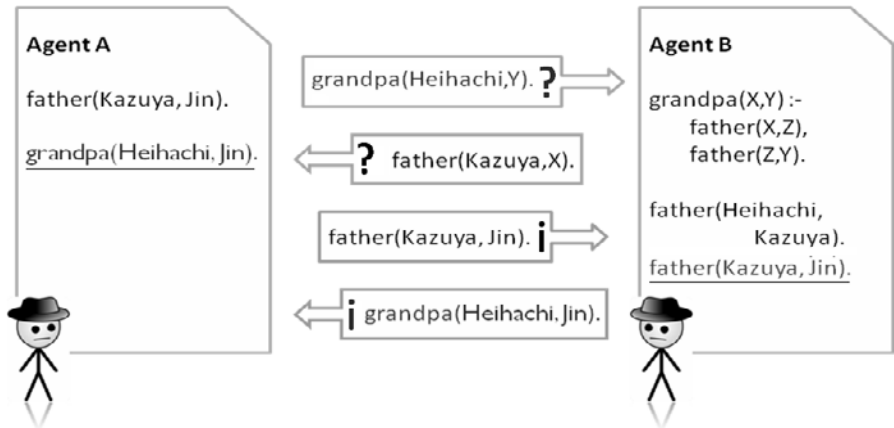 Agent A
father(Kazuya, Jin).
grandpa(Heihachi, Jin).
grandpa(Heihachi,Y). ?
? father(Kazuya,X).
father(Kazuya, Jin). i
i grandpa(Heihachi, Jin).
Agent B
grandpa(X,Y) :-
father(X,Z),
father(Z,Y).
father(Heihachi,
Kazuya).
father(Kazuya, Jin).